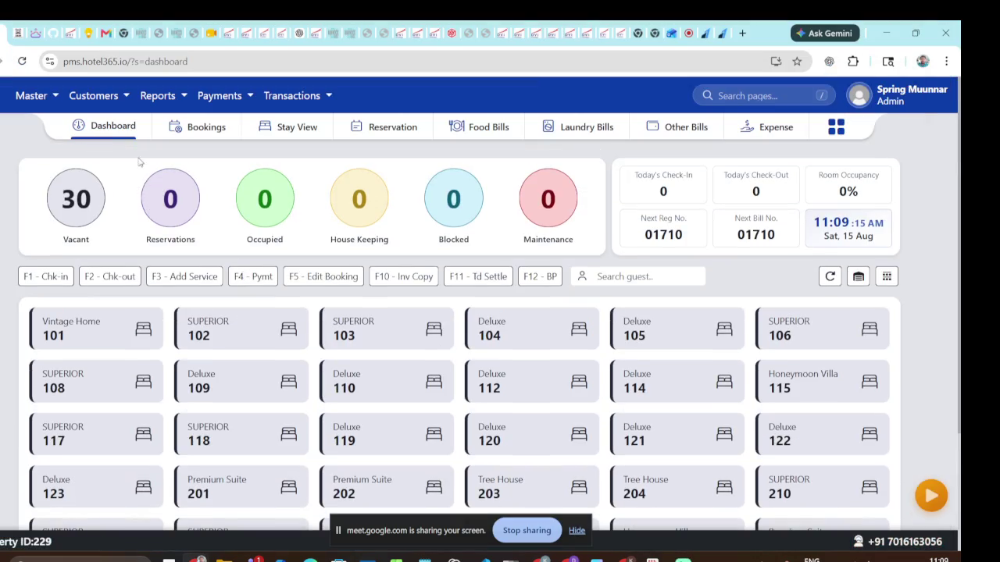 Ask Gemini
pms.hotel365.io/?s=dashboard
Master Customers Reports Payments Transactions
Search pages... /
Spring Muunnar
Admin
Dashboard Bookings Stay View Reservation Food Bills Laundry Bills Other Bills Expense
30 0 0 0 0 0
Vacant Reservations Occupied House Keeping Blocked Maintenance
Today's Check-In Today's Check-Out Room Occupancy
0 0 0%
Next Reg No. Next Bill No. 11:09 :15 AM
01710 01710 Sat, 15 Aug
F1 - Chk-in F2 - Chk-out F3 - Add Service F4 - Pymt F5 - Edit Booking F10 - Inv Copy F11 - Td Settle F12 - BP Search guest..
Vintage Home SUPERIOR SUPERIOR Deluxe Deluxe SUPERIOR
101 102 103 104 105 106
SUPERIOR Deluxe Deluxe Deluxe Deluxe Honeymoon Villa
108 109 110 112 114 115
SUPERIOR SUPERIOR Deluxe Deluxe Deluxe Deluxe
117 118 119 120 121 122
Deluxe Premium Suite Premium Suite Tree House Tree House SUPERIOR
123 201 202 203 204 210
meet.google.com is sharing your screen. Stop sharing Hide
erty ID:229
+91 7016163056
ENG 11:09